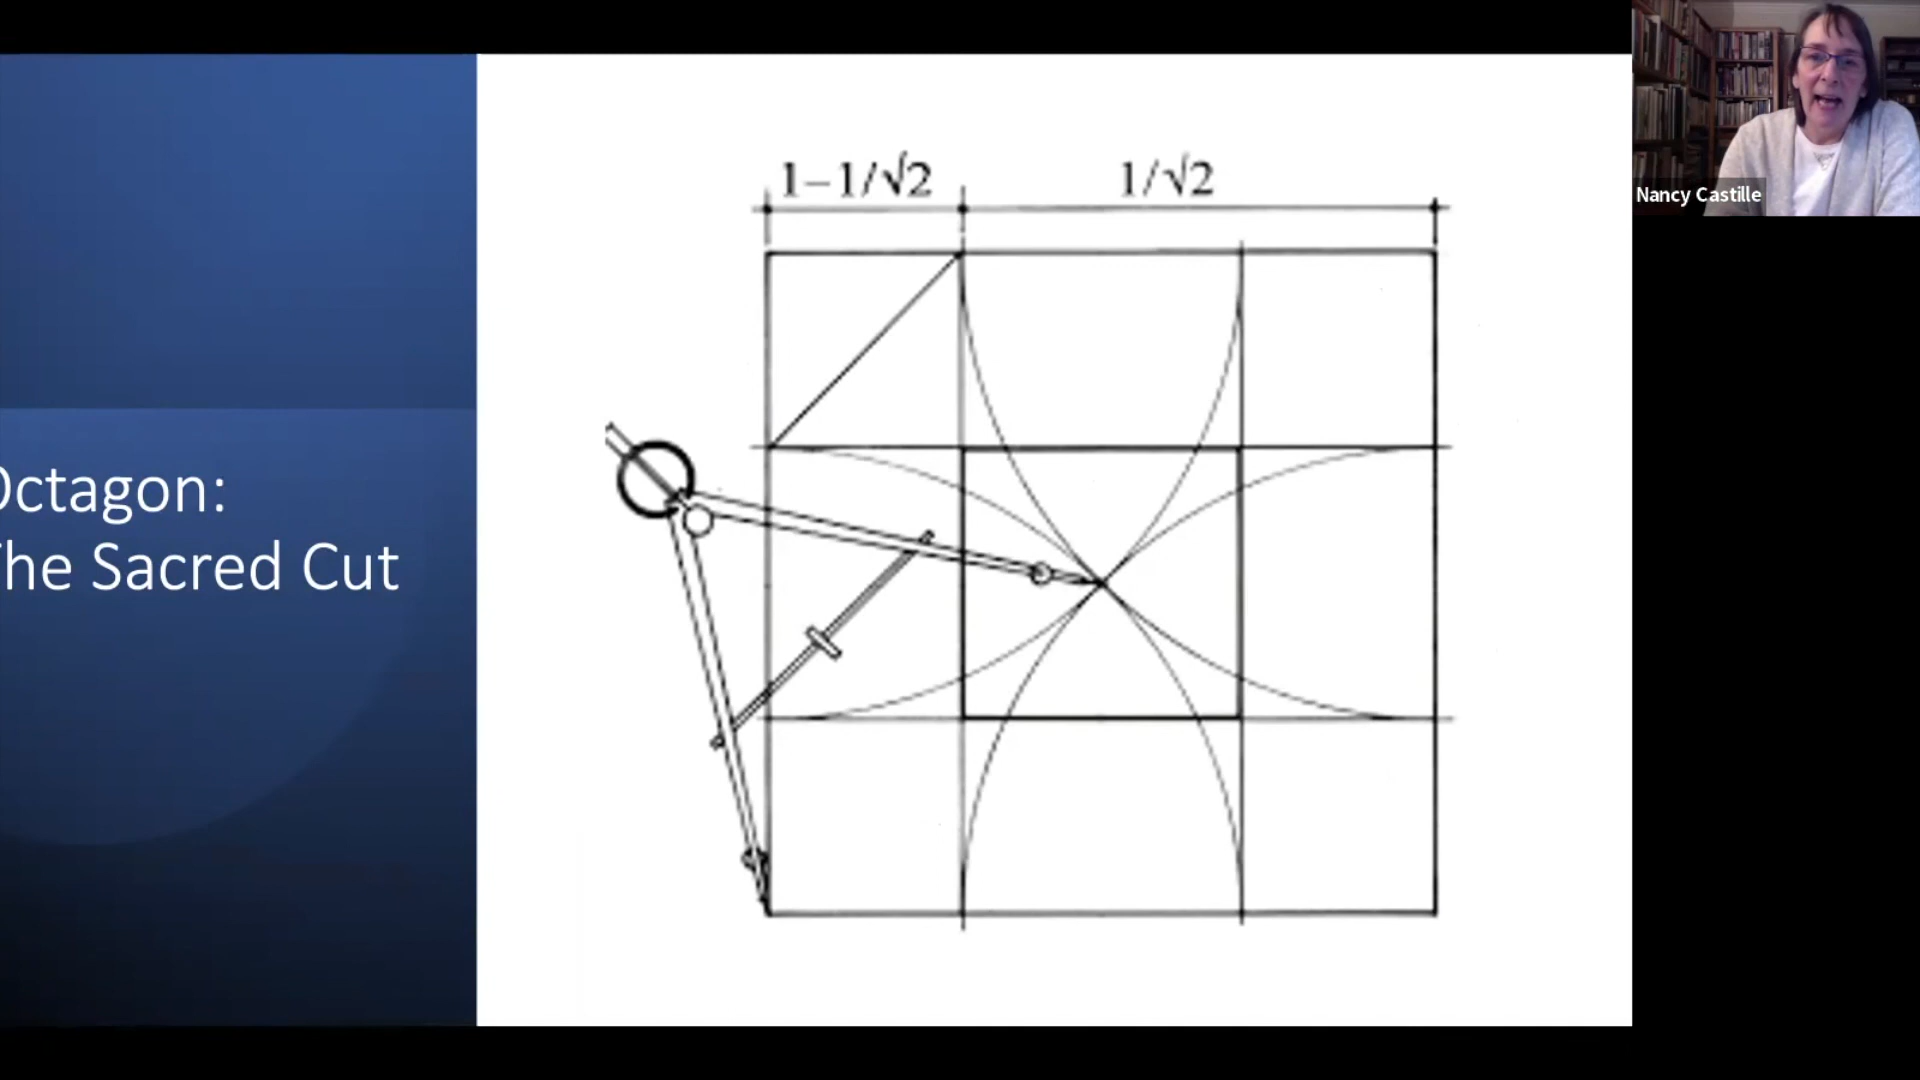 1–1/√2
1/√2
Octagon:
The Sacred Cut
Nancy Castille